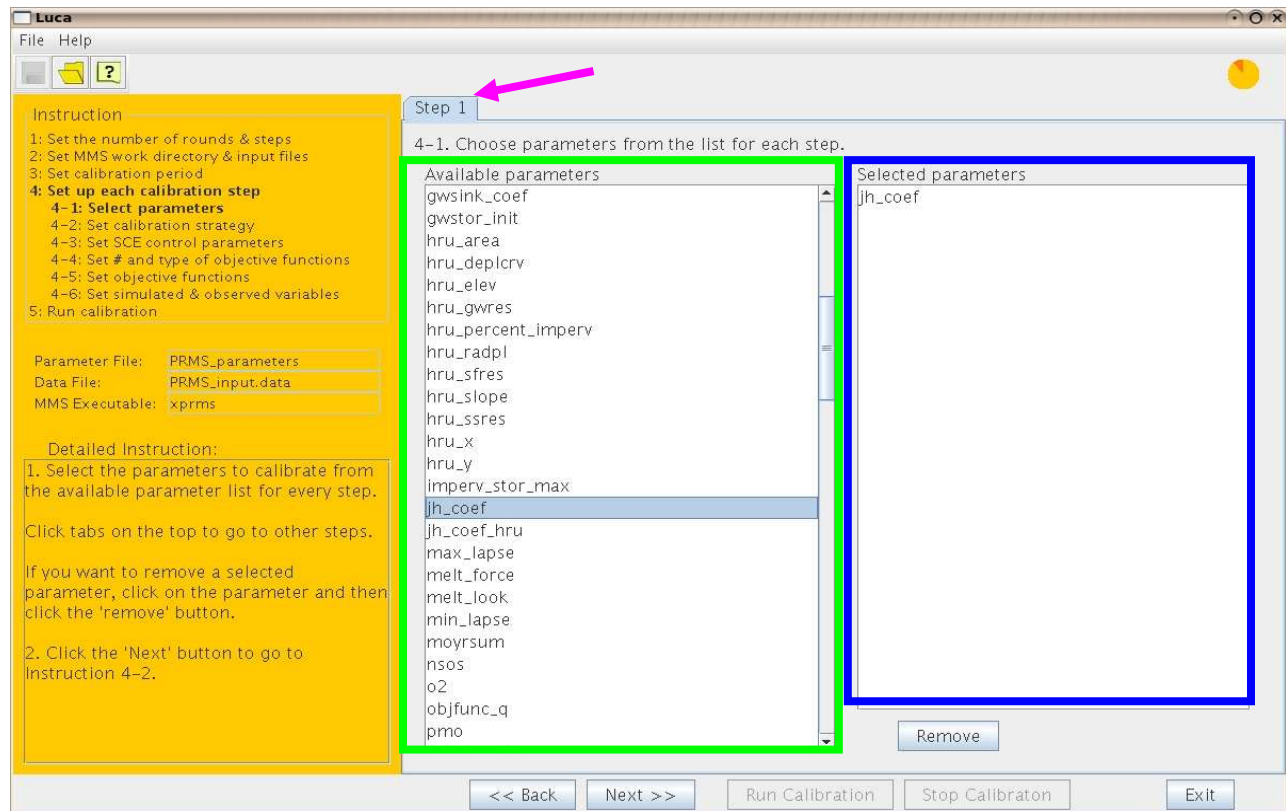 Luca
File Help
?
Instruction
1: Set the number of rounds & steps
2: Set MMS work directory & input files
3: Set calibration period
4: Set up each calibration step
4-1: Select parameters
4-2: Set calibration strategy
4-3: Set SCE control parameters
4-4: Set # and type of objective functions
4-5: Set objective functions
4-6: Set simulated & observed variables
5: Run calibration
Parameter File: PRMS_parameters
Data File: PRMS_input.data
MMS Executable: xprms
Detailed Instruction:
1. Select the parameters to calibrate from
the available parameter list for every step.
Click tabs on the top to go to other steps.
If you want to remove a selected
parameter, click on the parameter and then
click the 'remove' button.
2. Click the 'Next' button to go to
Instruction 4-2.
Step 1
4-1. Choose parameters from the list for each step.
Available parameters
gwsink_coef
gwstor_init
hru_area
hru_deplcrv
hru_elev
hru_gwres
hru_percent_imperv
hru_radpl
hru_sfres
hru_slope
hru_ssres
hru_x
hru_y
imperv_stor_max
jh_coef
jh_coef_hru
max_lapse
melt_force
melt_look
min_lapse
moyrsum
nsos
o2
objfunc_q
pmo
Selected parameters
jh_coef
Remove
<< Back Next >> Run Calibration Stop Calibraton Exit